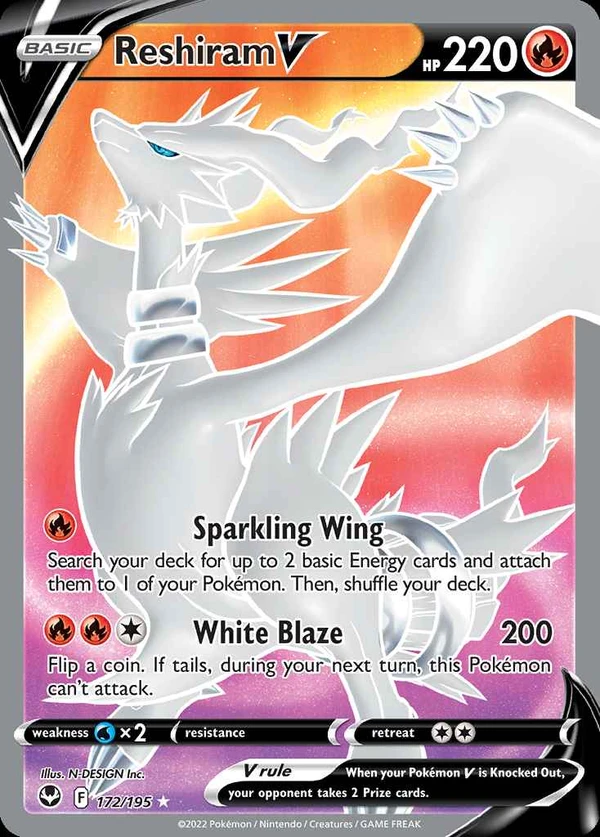 BASIC Reshiram V HP 220
Sparkling Wing
Search your deck for up to 2 basic Energy cards and attach
them to 1 of your Pokémon. Then, shuffle your deck.
White Blaze 200
Flip a coin. If tails, during your next turn, this Pokémon
can't attack.
weakness ×2 resistance retreat
Illus. N-DESIGN Inc.
V rule When your Pokémon V is Knocked Out,
your opponent takes 2 Prize cards.
F 172/195 ★
©2022 Pokémon / Nintendo / Creatures / GAME FREAK